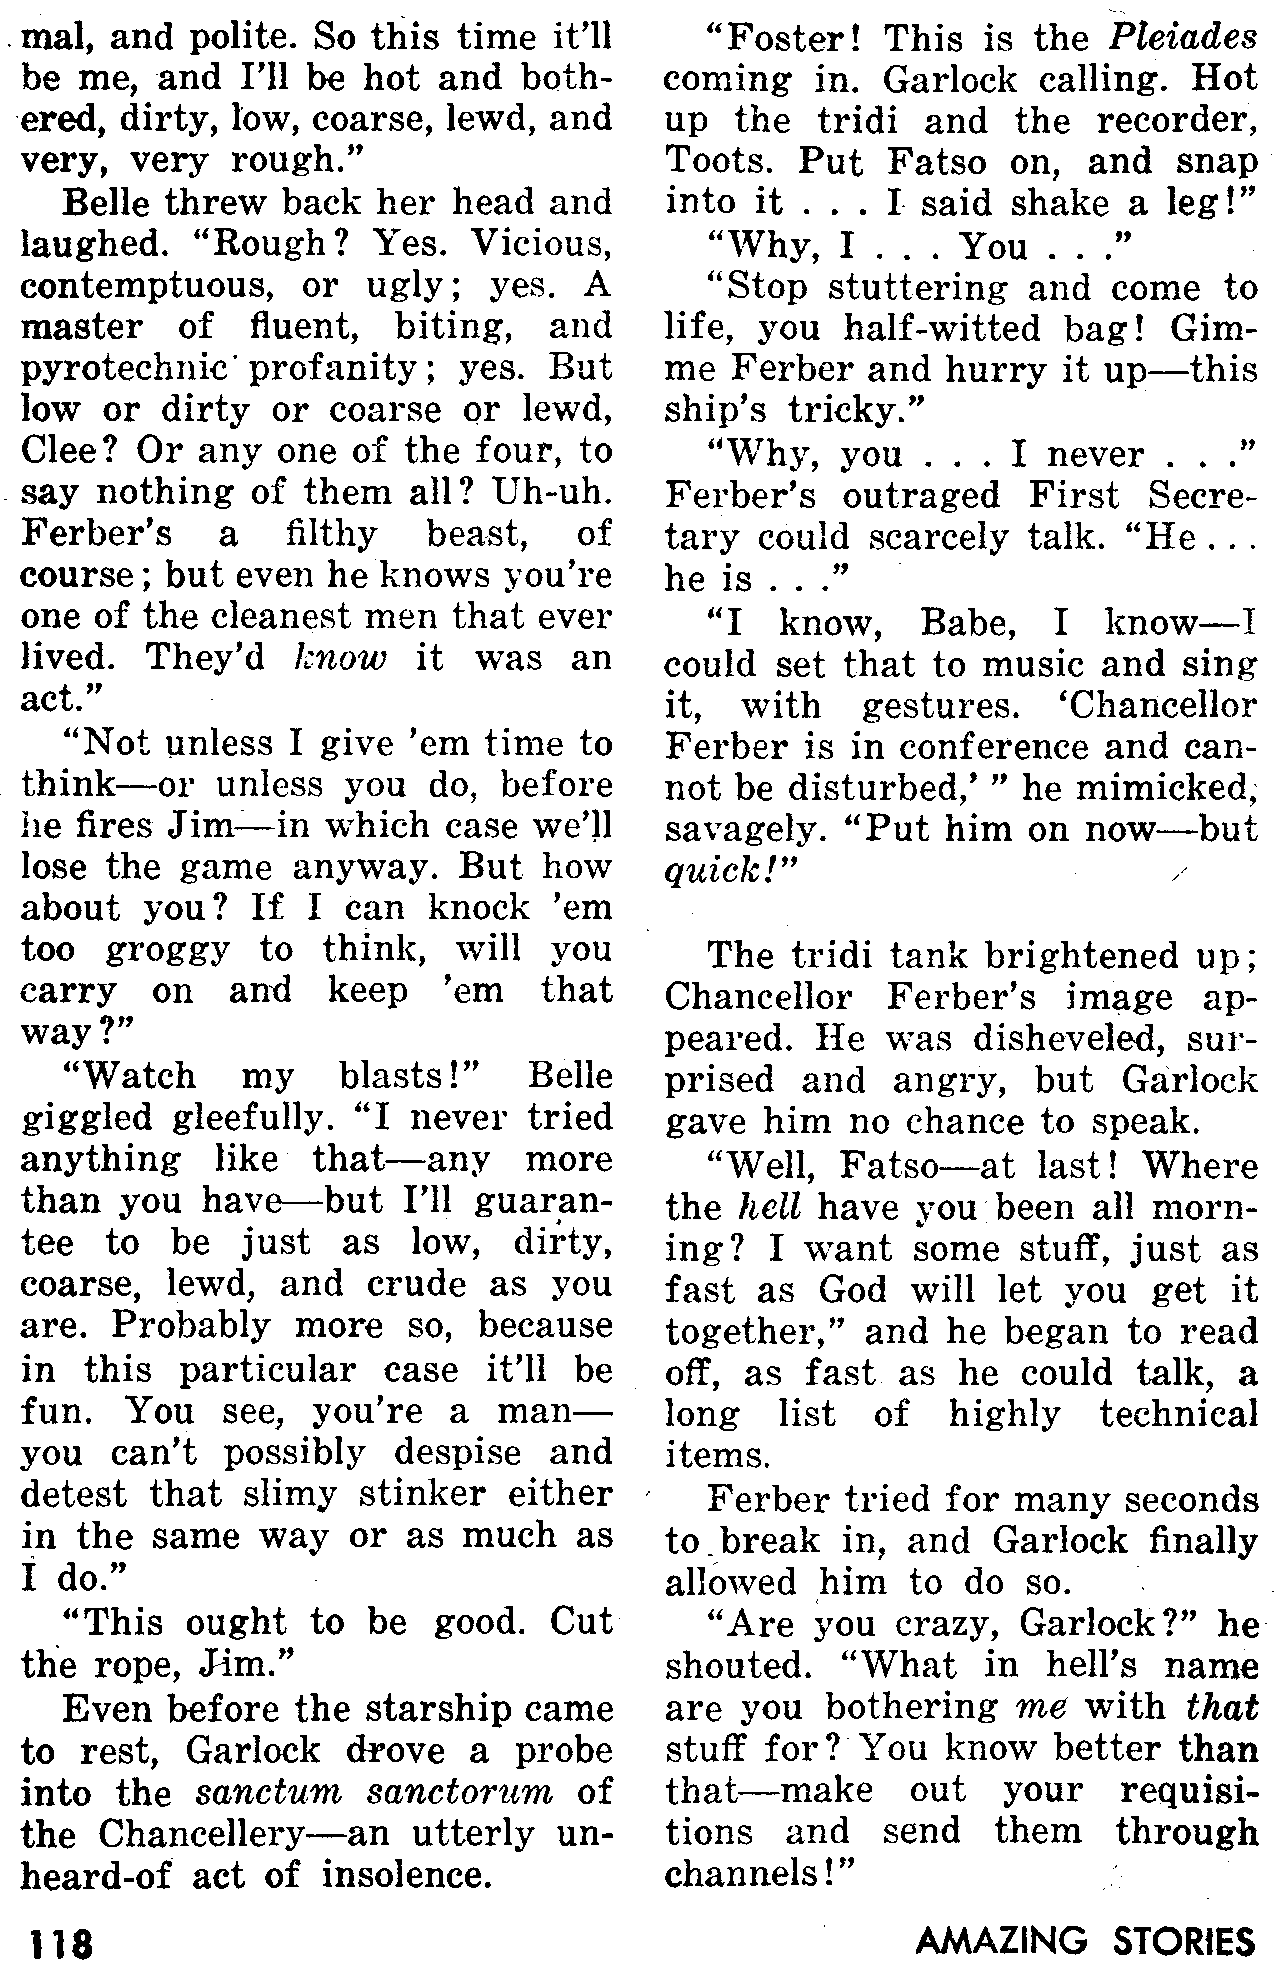 mal, and polite. So this time it'll
be me, and I'll be hot and both-
ered, dirty, low, coarse, lewd, and
very, very rough."
Belle threw back her head and
laughed. "Rough? Yes. Vicious,
contemptuous, or ugly; yes. A
master of fluent, biting, and
pyrotechnic profanity; yes. But
low or dirty or coarse or lewd,
Clee? Or any one of the four, to
say nothing of them all? Uh-uh.
Ferber's a filthy beast, of
course; but even he knows you're
one of the cleanest men that ever
lived. They'd know it was an
act."
"Not unless I give 'em time to
think—or unless you do, before
he fires Jim—in which case we'll
lose the game anyway. But how
about you? If I can knock 'em
too groggy to think, will you
carry on and keep 'em that
way?"
"Watch my blasts!" Belle
giggled gleefully. "I never tried
anything like that—any more
than you have—but I'll guaran-
tee to be just as low, dirty,
coarse, lewd, and crude as you
are. Probably more so, because
in this particular case it'll be
fun. You see, you're a man—
you can't possibly despise and
detest that slimy stinker either
in the same way or as much as
I do."
"This ought to be good. Cut
the rope, Jim."
Even before the starship came
to rest, Garlock drove a probe
into the sanctum sanctorum of
the Chancellery—an utterly un-
heard-of act of insolence.
"Foster! This is the Pleiades
coming in. Garlock calling. Hot
up the tridi and the recorder,
Toots. Put Fatso on, and snap
into it . . . I said shake a leg!"
"Why, I . . . You . . ."
"Stop stuttering and come to
life, you half-witted bag! Gim-
me Ferber and hurry it up—this
ship's tricky."
"Why, you . . . I never . . ."
Ferber's outraged First Secre-
tary could scarcely talk. "He . . .
he is . . ."
"I know, Babe, I know—I
could set that to music and sing
it, with gestures. 'Chancellor
Ferber is in conference and can-
not be disturbed,' " he mimicked,
savagely. "Put him on now—but
quick!"
The tridi tank brightened up;
Chancellor Ferber's image ap-
peared. He was disheveled, sur-
prised and angry, but Garlock
gave him no chance to speak.
"Well, Fatso—at last! Where
the hell have you been all morn-
ing? I want some stuff, just as
fast as God will let you get it
together," and he began to read
off, as fast as he could talk, a
long list of highly technical
items.
Ferber tried for many seconds
to break in, and Garlock finally
allowed him to do so.
"Are you crazy, Garlock?" he
shouted. "What in hell's name
are you bothering me with that
stuff for? You know better than
that—make out your requisi-
tions and send them through
channels!"
118
AMAZING STORIES